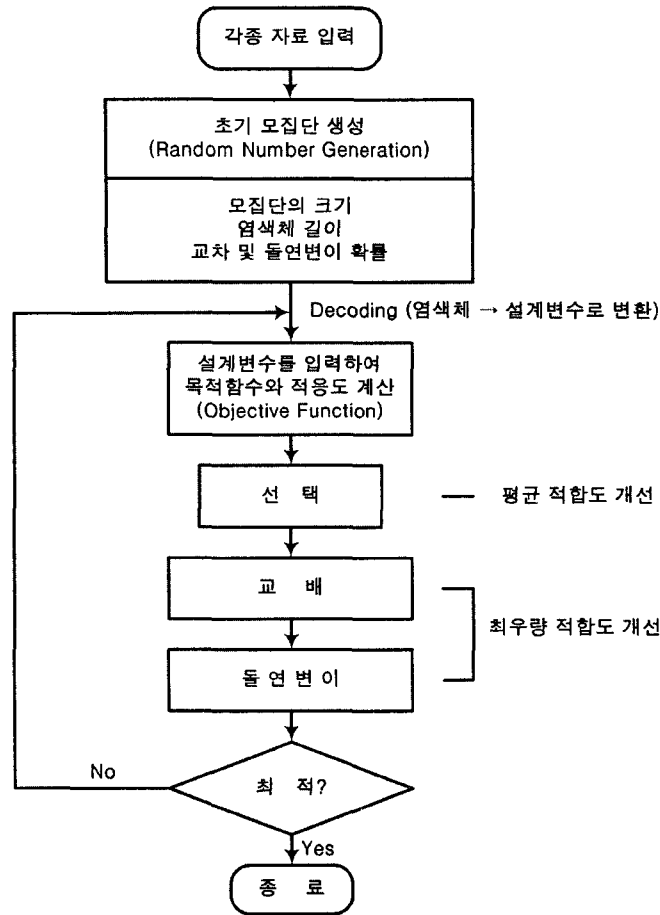 각종 자료 입력
초기 모집단 생성
(Random Number Generation)
모집단의 크기
염색체 길이
교차 및 돌연변이 확률
Decoding (염색체 → 설계변수로 변환)
설계변수를 입력하여
목적함수와 적응도 계산
(Objective Function)
선 택
평균 적합도 개선
교 배
최우량 적합도 개선
돌연변이
No
최 적?
Yes
종 료